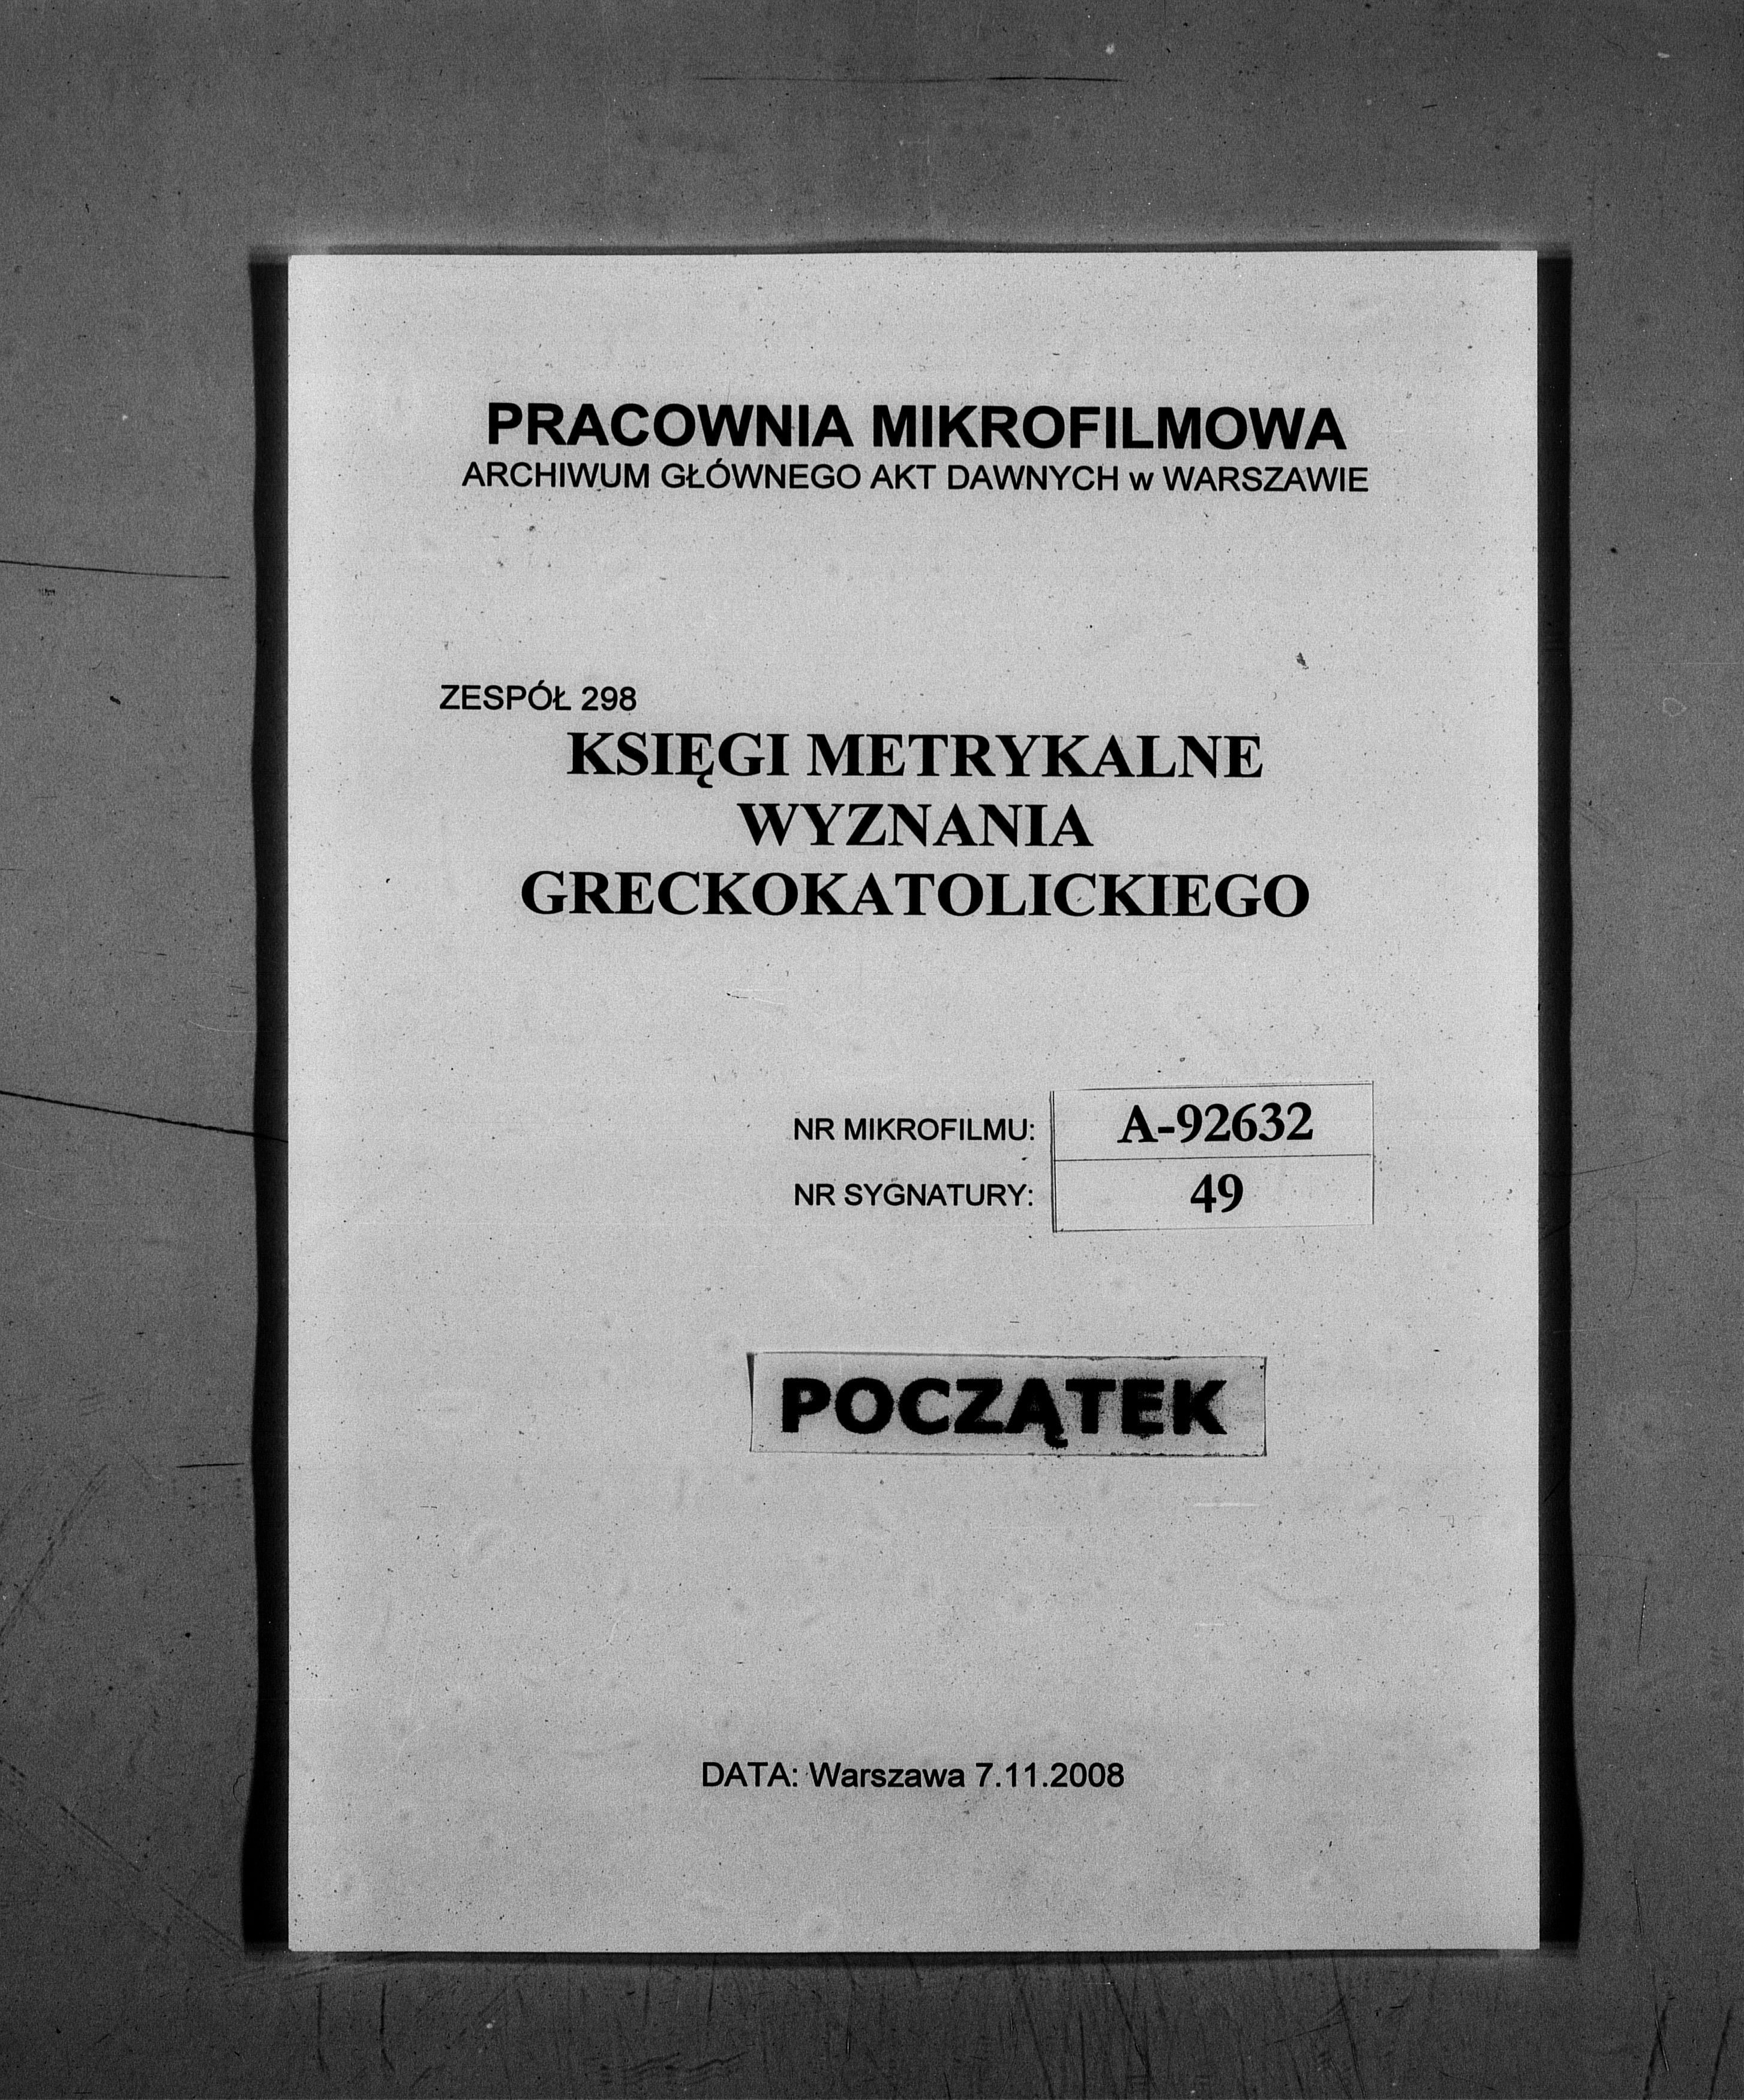 PRACOWNIA MIKROFILMOWA
ARCHIWUM GŁÓWNEGO AKT DAWNYCH w WARSZAWIE
ZESPÓŁ 298
KSIĘGI METRYKALNE
WYZNANIA
GRECKOKATOLICKIEGO
NR MIKROFILMU: A-92632
NR SYGNATURY: 49
POCZĄTEK
DATA: Warszawa 7.11.2008